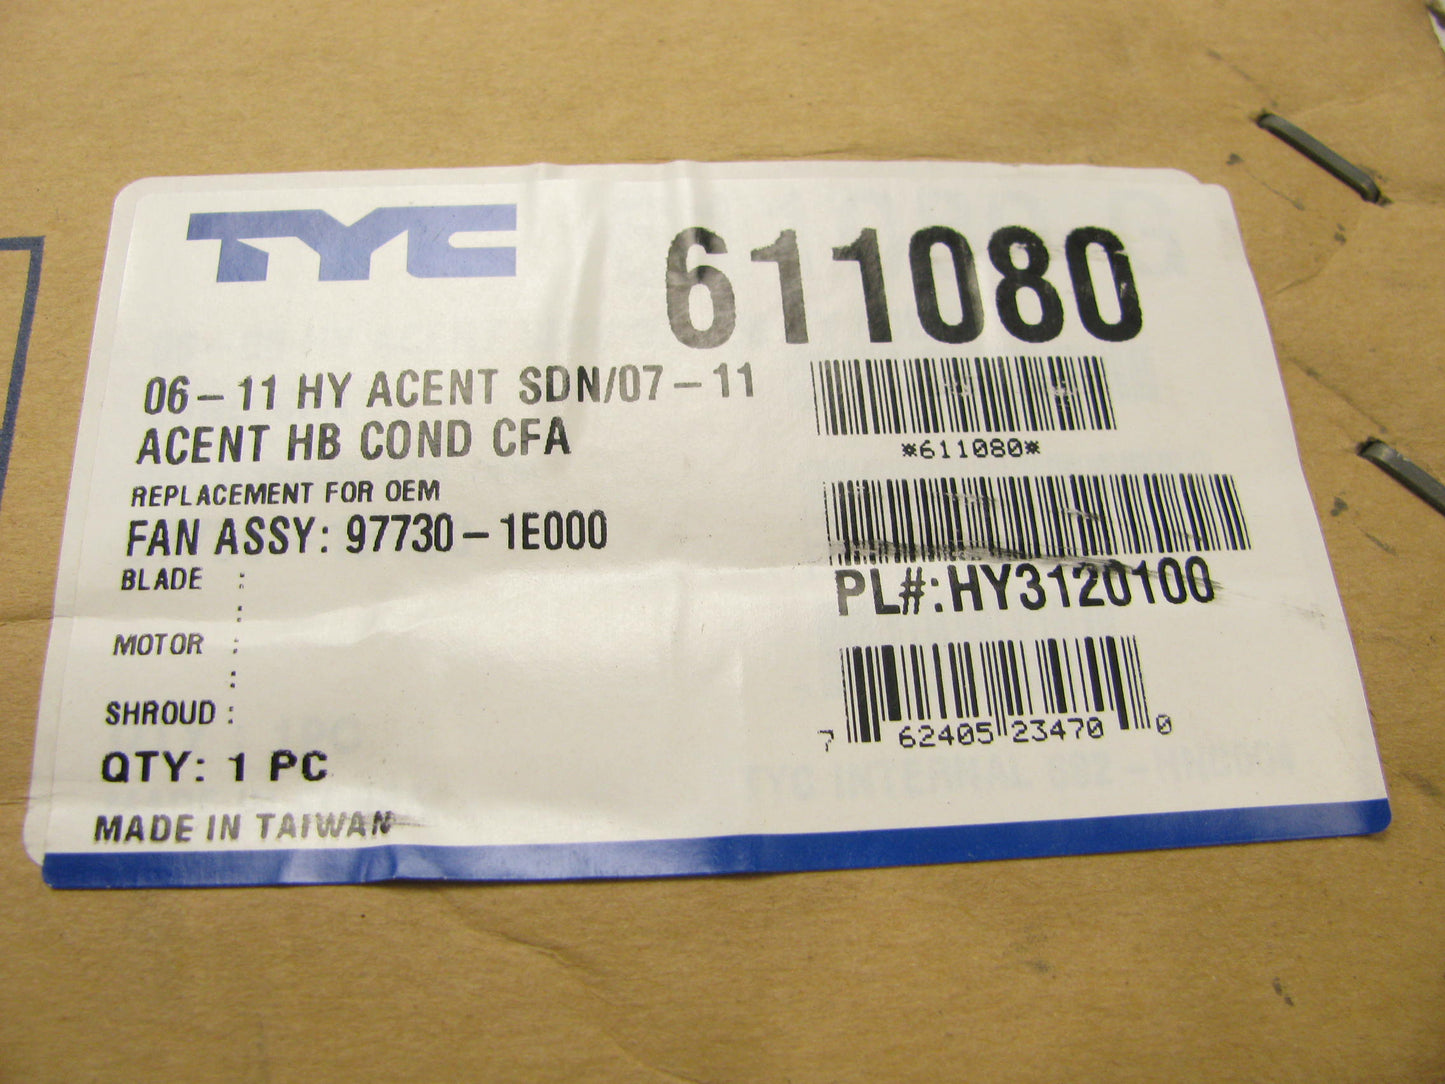 TYC
611080
06-11 HY ACENT SDN/07-11
ACENT HB COND CFA
*611080*
REPLACEMENT FOR OEM
FAN ASSY: 97730-1E000
PL#:HY3120100
BLADE :
:
MOTOR :
:
SHROUD :
7 62405 23470 0
QTY: 1 PC
MADE IN TAIWAN